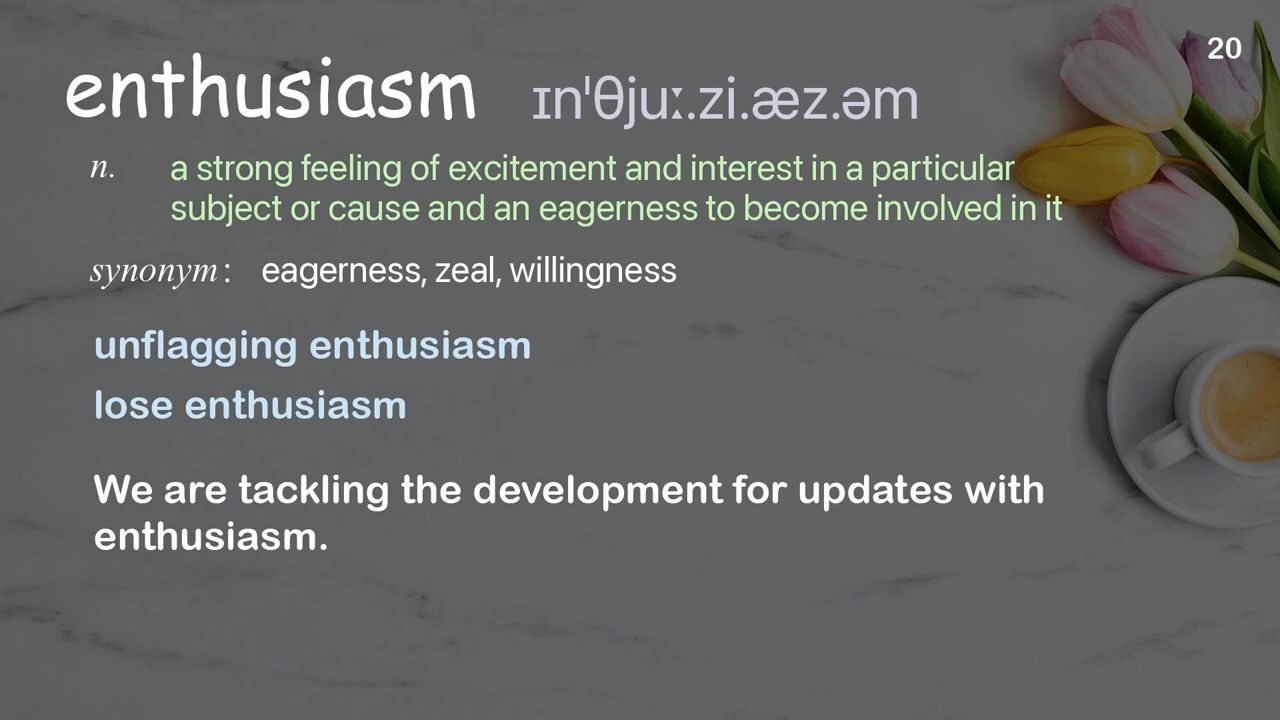 20
enthusiasm ɪnˈθjuː.zi.æz.əm
n. a strong feeling of excitement and interest in a particular
subject or cause and an eagerness to become involved in it
synonym: eagerness, zeal, willingness
unflagging enthusiasm
lose enthusiasm
We are tackling the development for updates with
enthusiasm.